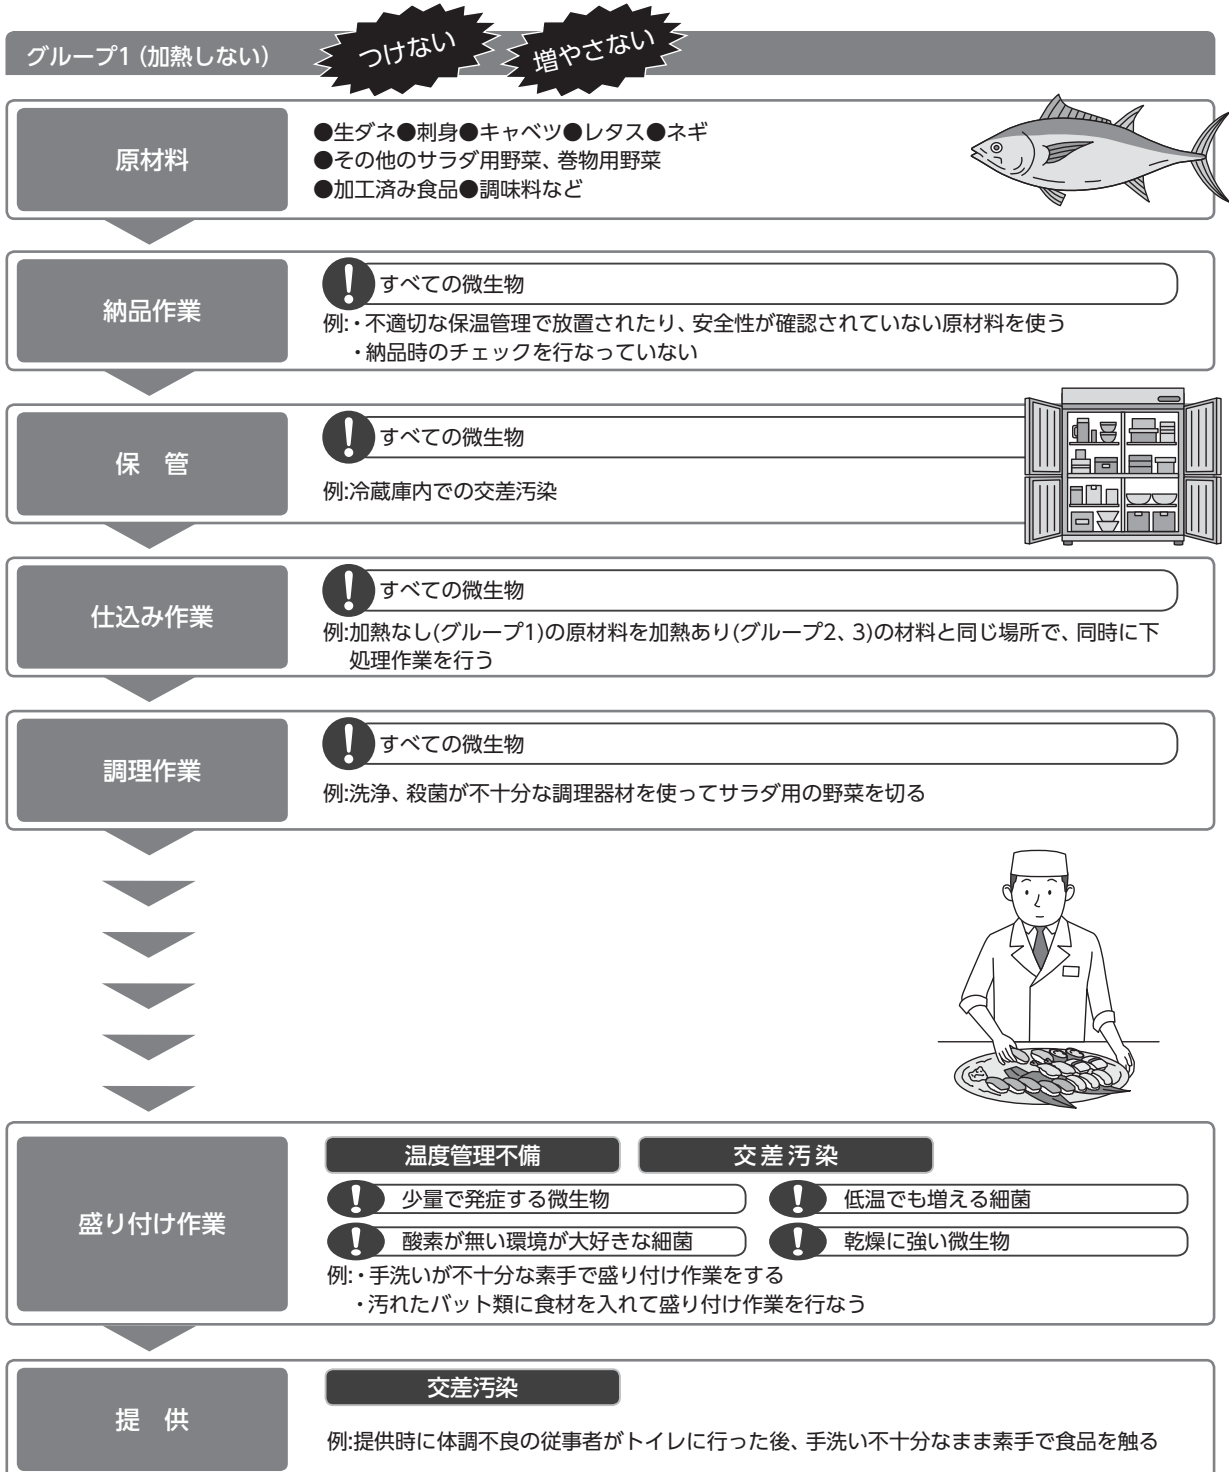 グループ1（加熱しない）
つけない
増やさない
原材料
●生ダネ●刺身●キャベツ●レタス●ネギ
●その他のサラダ用野菜、巻物用野菜
●加工済み食品●調味料など
納品作業
すべての微生物
例:・不適切な保温管理で放置されたり、安全性が確認されていない原材料を使う
・納品時のチェックを行なっていない
保　管
すべての微生物
例:冷蔵庫内での交差汚染
仕込み作業
すべての微生物
例:加熱なし(グループ1)の原材料を加熱あり(グループ2、3)の材料と同じ場所で、同時に下
処理作業を行う
調理作業
すべての微生物
例:洗浄、殺菌が不十分な調理器材を使ってサラダ用の野菜を切る
盛り付け作業
温度管理不備
交差汚染
少量で発症する微生物
低温でも増える細菌
酸素が無い環境が大好きな細菌
乾燥に強い微生物
例:・手洗いが不十分な素手で盛り付け作業をする
・汚れたバット類に食材を入れて盛り付け作業を行なう
提　供
交差汚染
例:提供時に体調不良の従事者がトイレに行った後、手洗い不十分なまま素手で食品を触る